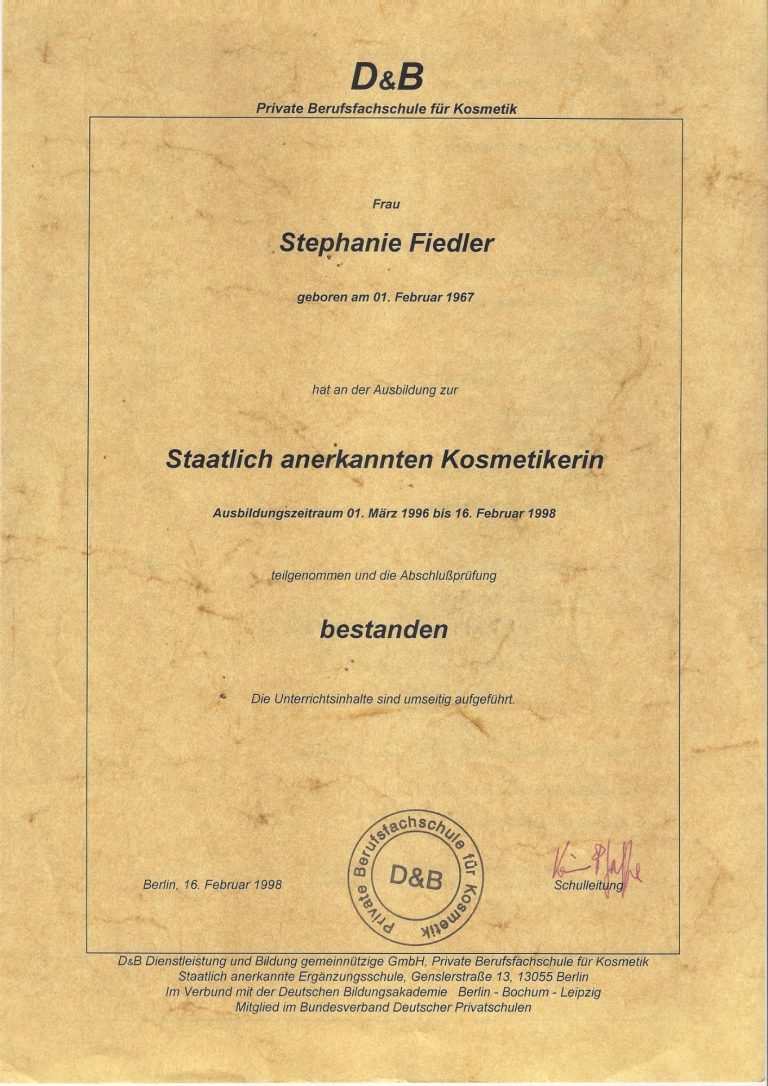 D&B
Private Berufsfachschule für Kosmetik
Frau
Stephanie Fiedler
geboren am 01. Februar 1967
hat an der Ausbildung zur
Staatlich anerkannten Kosmetikerin
Ausbildungszeitraum 01. März 1996 bis 16. Februar 1998
teilgenommen und die Abschlußprüfung
bestanden
Die Unterrichtsinhalte sind umseitig aufgeführt.
Private Berufsfachschule für Kosmetik
D&B
Berlin, 16. Februar 1998
Schulleitung
D&B Dienstleistung und Bildung gemeinnützige GmbH, Private Berufsfachschule für Kosmetik
Staatlich anerkannte Ergänzungsschule, Genslerstraße 13, 13055 Berlin
Im Verbund mit der Deutschen Bildungsakademie Berlin - Bochum - Leipzig
Mitglied im Bundesverband Deutscher Privatschulen